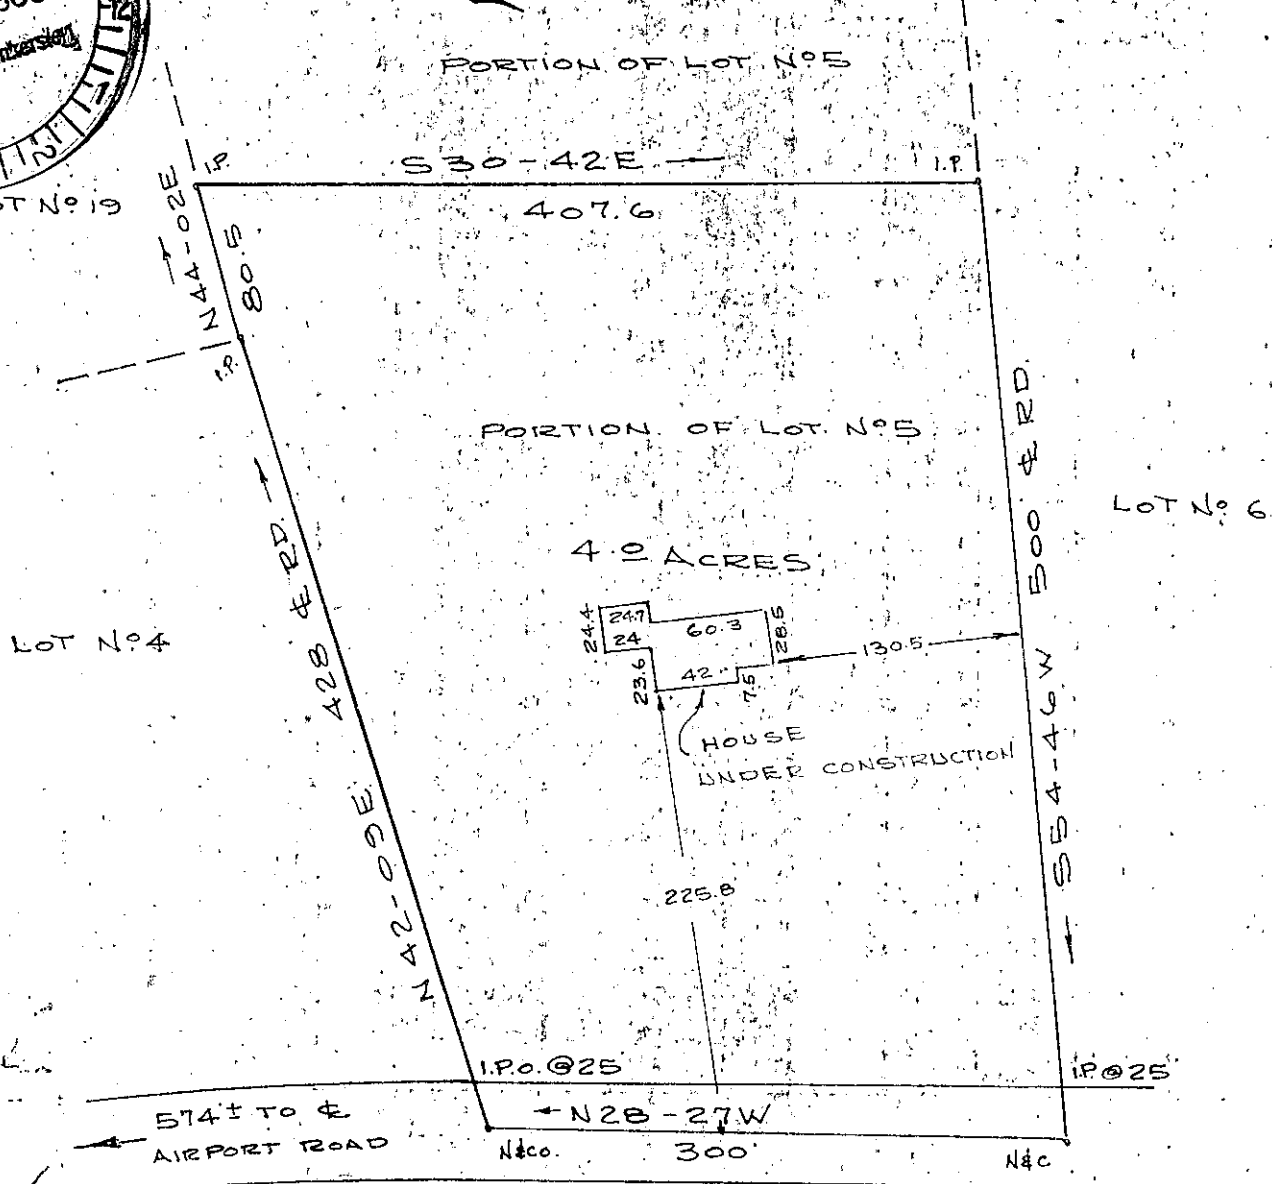 PORTION OF LOT Nº5
I.P.
S30-42E
I.P.
407.6
N44-02E
80.5
I.P.
PORTION OF LOT Nº5
500 ℄ RD.
LOT Nº 6
4.0 ACRES
428 ℄ RD.
LOT Nº4
24.4
24.7
24
60.3
28.5
130.5
23.6
42
7.5
HOUSE
UNDER CONSTRUCTION
S54-46W
N42-09E
225.8
I.P.O.@25'
I.P@25'
574'± TO ℄
AIRPORT ROAD
N28-27W
N&CO.
300'
N&C